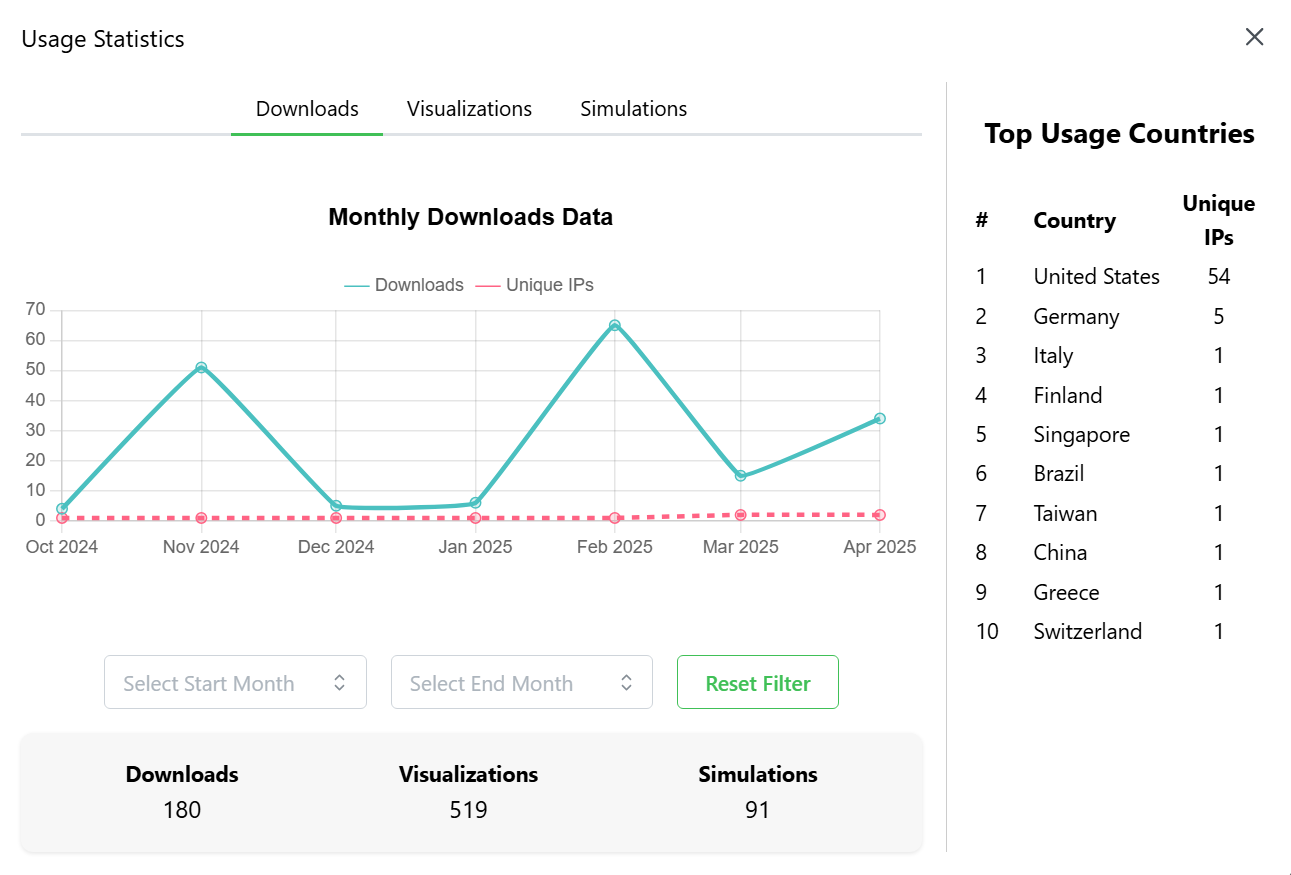 Usage Statistics
Downloads Visualizations Simulations
Monthly Downloads Data
Downloads Unique IPs
70
60
50
40
30
20
10
0
Oct 2024 Nov 2024 Dec 2024 Jan 2025 Feb 2025 Mar 2025 Apr 2025
Select Start Month Select End Month Reset Filter
Downloads Visualizations Simulations
180 519 91
Top Usage Countries
# Country Unique
IPs
1 United States 54
2 Germany 5
3 Italy 1
4 Finland 1
5 Singapore 1
6 Brazil 1
7 Taiwan 1
8 China 1
9 Greece 1
10 Switzerland 1